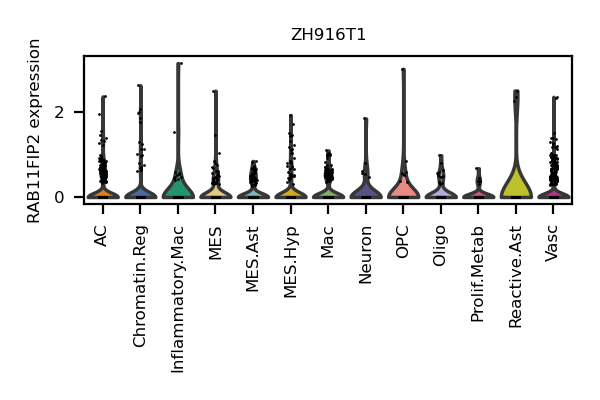 ZH916T1
RAB11FIP2 expression
2
0
AC
Chromatin.Reg
Inflammatory.Mac
MES
MES.Ast
MES.Hyp
Mac
Neuron
OPC
Oligo
Prolif.Metab
Reactive.Ast
Vasc